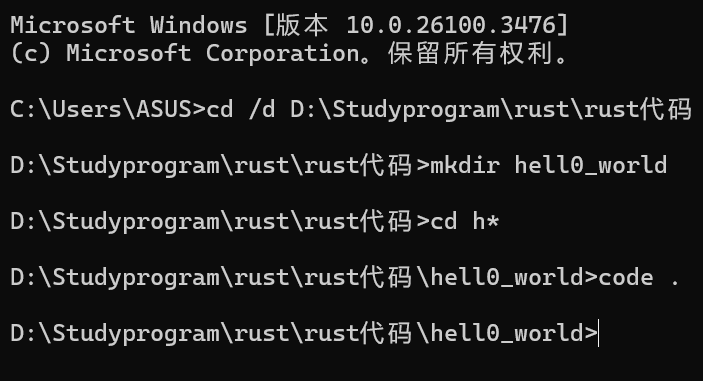 Microsoft Windows [版本 10.0.26100.3476]
(c) Microsoft Corporation。保留所有权利。
C:\Users\ASUS>cd /d D:\Studyprogram\rust\rust代码
D:\Studyprogram\rust\rust代码>mkdir hell0_world
D:\Studyprogram\rust\rust代码>cd h*
D:\Studyprogram\rust\rust代码\hell0_world>code .
D:\Studyprogram\rust\rust代码\hell0_world>